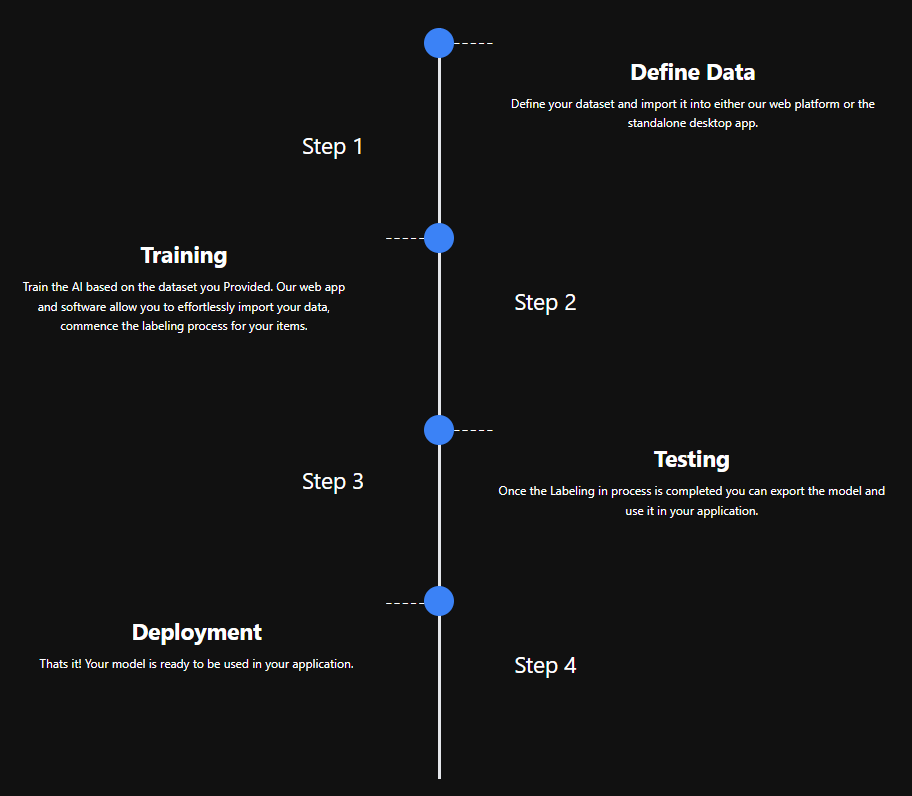 Define Data
Define your dataset and import it into either our web platform or the
standalone desktop app.
Step 1
Training
Train the AI based on the dataset you Provided. Our web app
and software allow you to effortlessly import your data,
commence the labeling process for your items.
Step 2
Testing
Once the Labeling in process is completed you can export the model and
use it in your application.
Step 3
Deployment
Thats it! Your model is ready to be used in your application.
Step 4